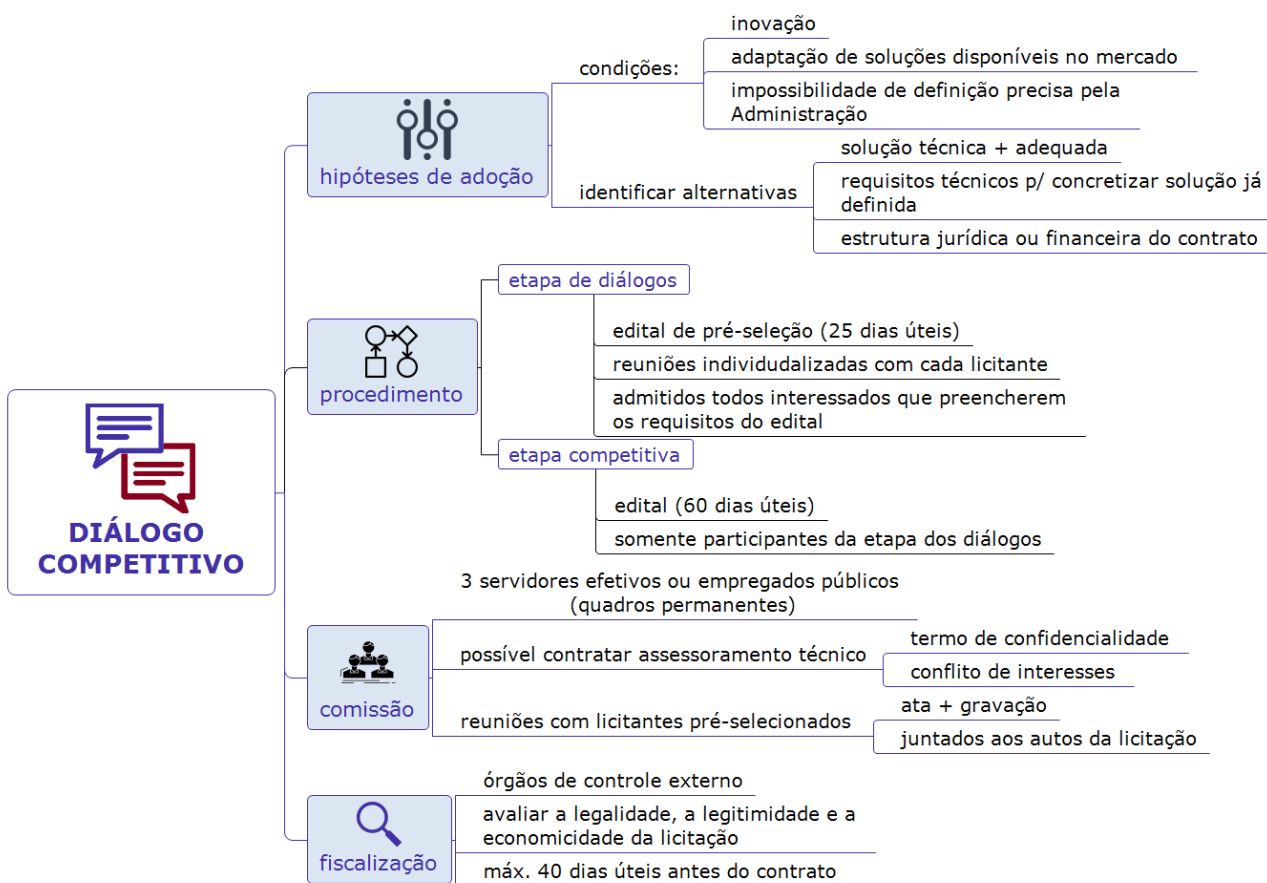 DIÁLOGO
COMPETITIVO
hipóteses de adoção
condições:
inovação
adaptação de soluções disponíveis no mercado
impossibilidade de definição precisa pela
Administração
identificar alternativas
solução técnica + adequada
requisitos técnicos p/ concretizar solução já
definida
estrutura jurídica ou financeira do contrato
procedimento
etapa de diálogos
edital de pré-seleção (25 dias úteis)
reuniões individudalizadas com cada licitante
admitidos todos interessados que preencherem
os requisitos do edital
etapa competitiva
edital (60 dias úteis)
somente participantes da etapa dos diálogos
comissão
3 servidores efetivos ou empregados públicos
(quadros permanentes)
possível contratar assessoramento técnico
termo de confidencialidade
conflito de interesses
reuniões com licitantes pré-selecionados
ata + gravação
juntados aos autos da licitação
fiscalização
órgãos de controle externo
avaliar a legalidade, a legitimidade e a
economicidade da licitação
máx. 40 dias úteis antes do contrato